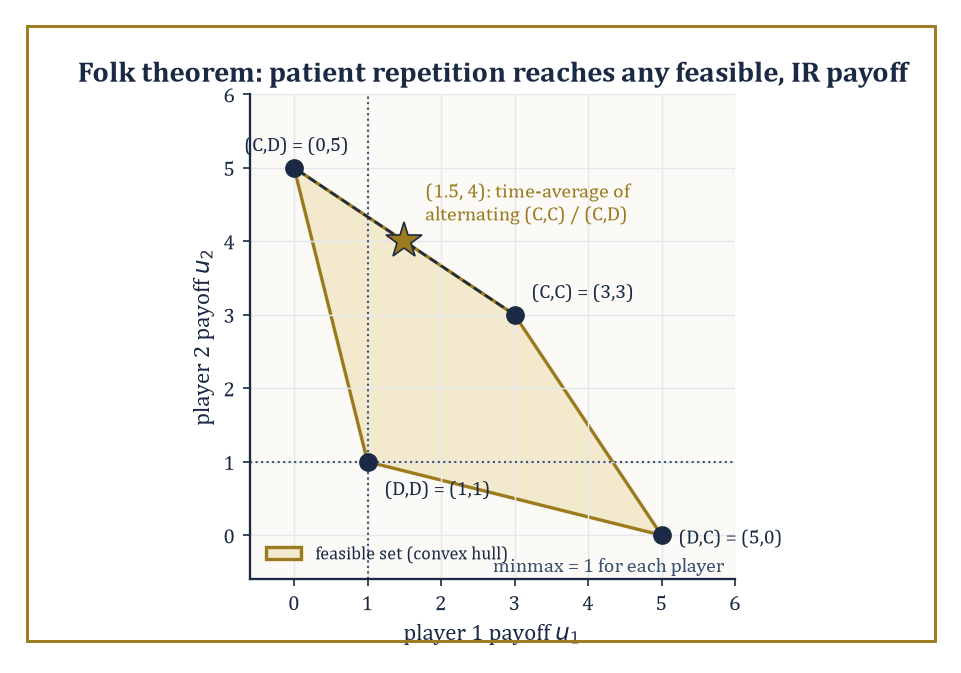 Folk theorem: patient repetition reaches any feasible, IR payoff
6
(C,D) = (0,5)
5
(1.5, 4): time-average of
alternating (C,C) / (C,D)
4
(C,C) = (3,3)
3
player 2 payoff u₂
2
1
(D,D) = (1,1)
0
(D,C) = (5,0)
feasible set (convex hull)
minmax = 1 for each player
0 1 2 3 4 5 6
player 1 payoff u₁